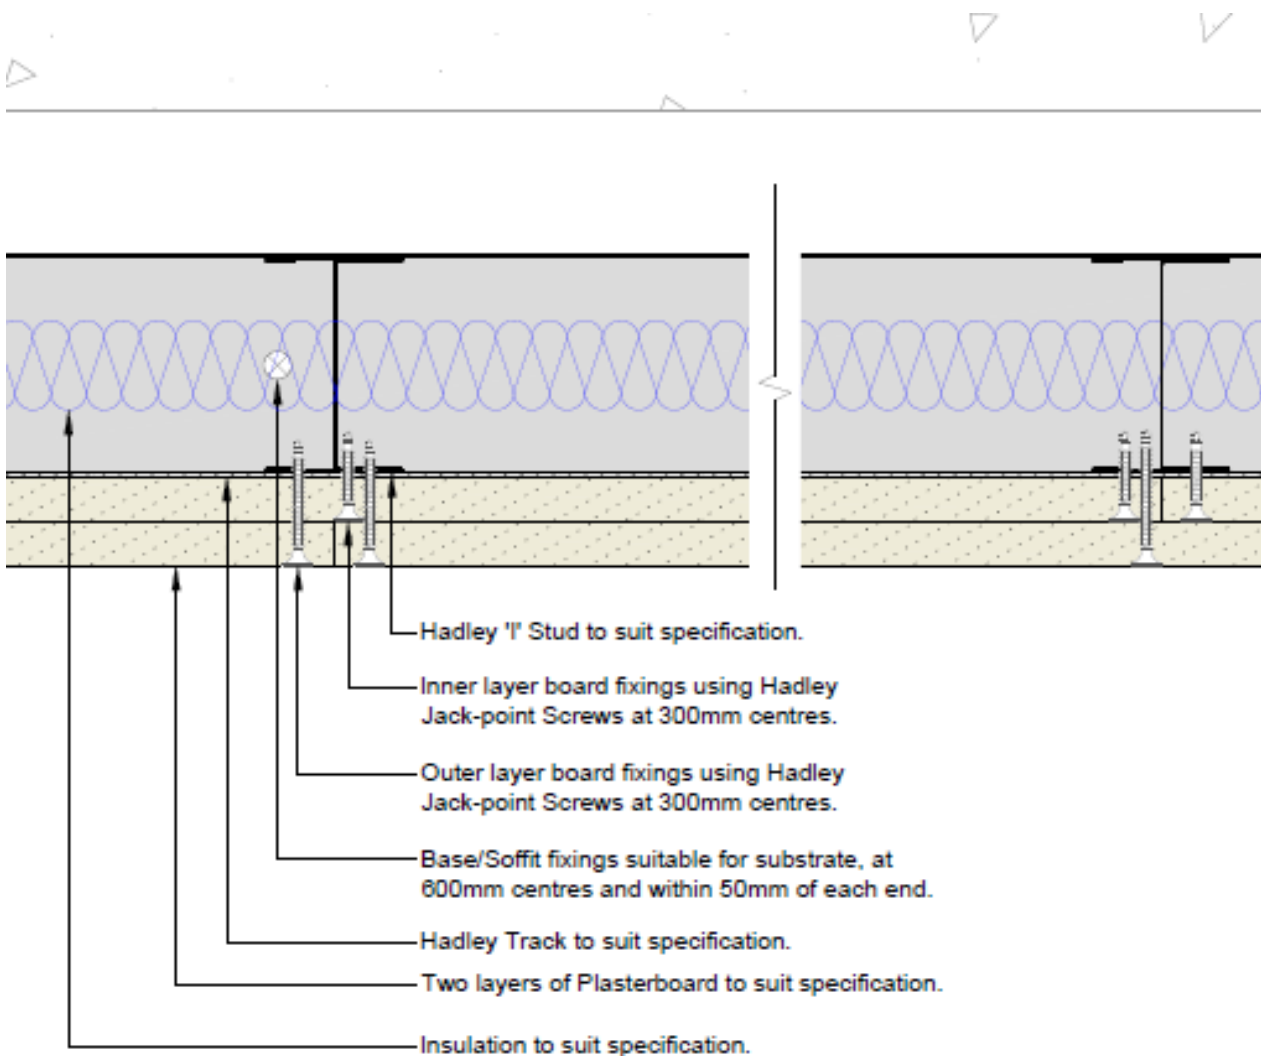 Hadley 'I' Stud to suit specification.
Inner layer board fixings using Hadley
Jack-point Screws at 300mm centres.
Outer layer board fixings using Hadley
Jack-point Screws at 300mm centres.
Base/Soffit fixings suitable for substrate, at
600mm centres and within 50mm of each end.
Hadley Track to suit specification.
Two layers of Plasterboard to suit specification.
Insulation to suit specification.